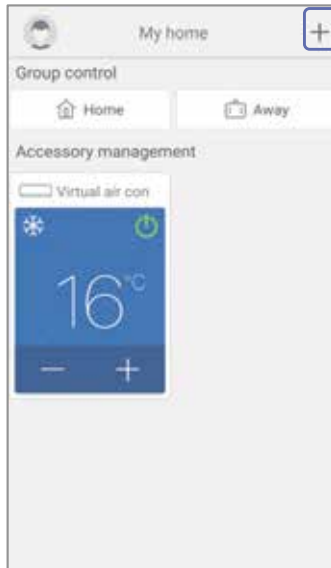 My home +
Group control
Home Away
Accessory management
Virtual air con
16°C
− +